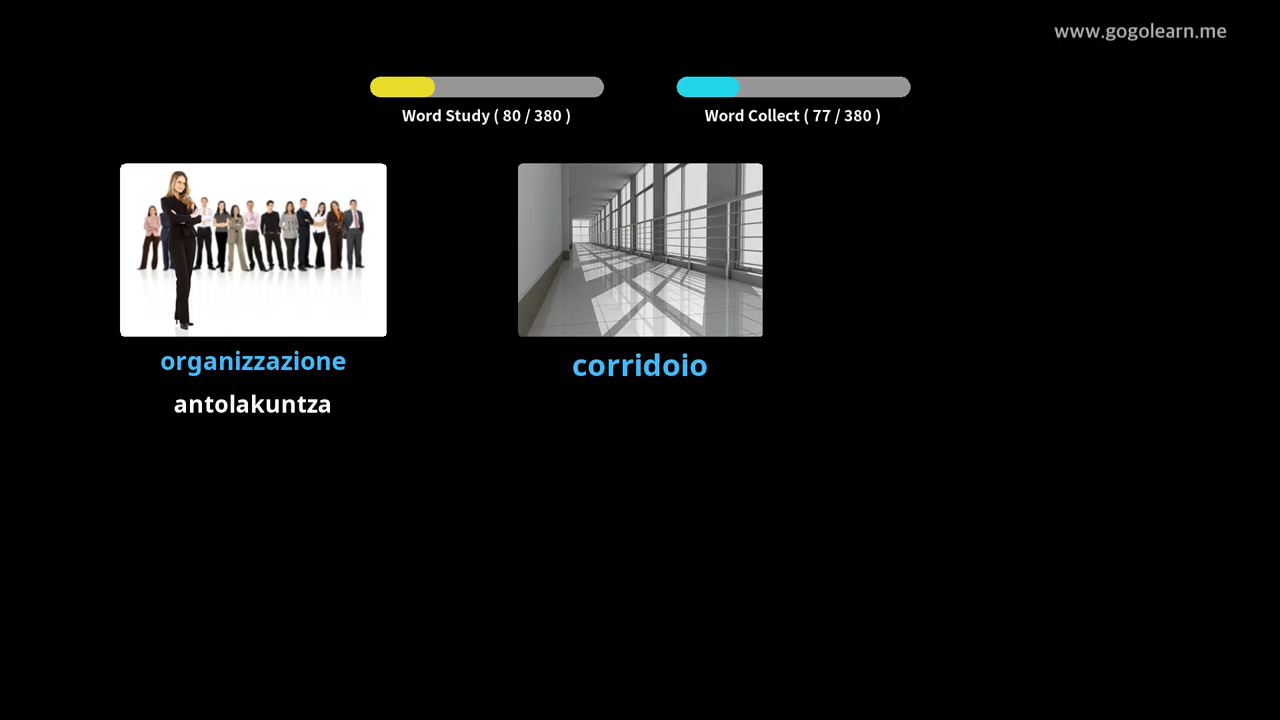 www.gogolearn.me
Word Study ( 80 / 380 )
Word Collect ( 77 / 380 )
organizzazione
antolakuntza
corridoio